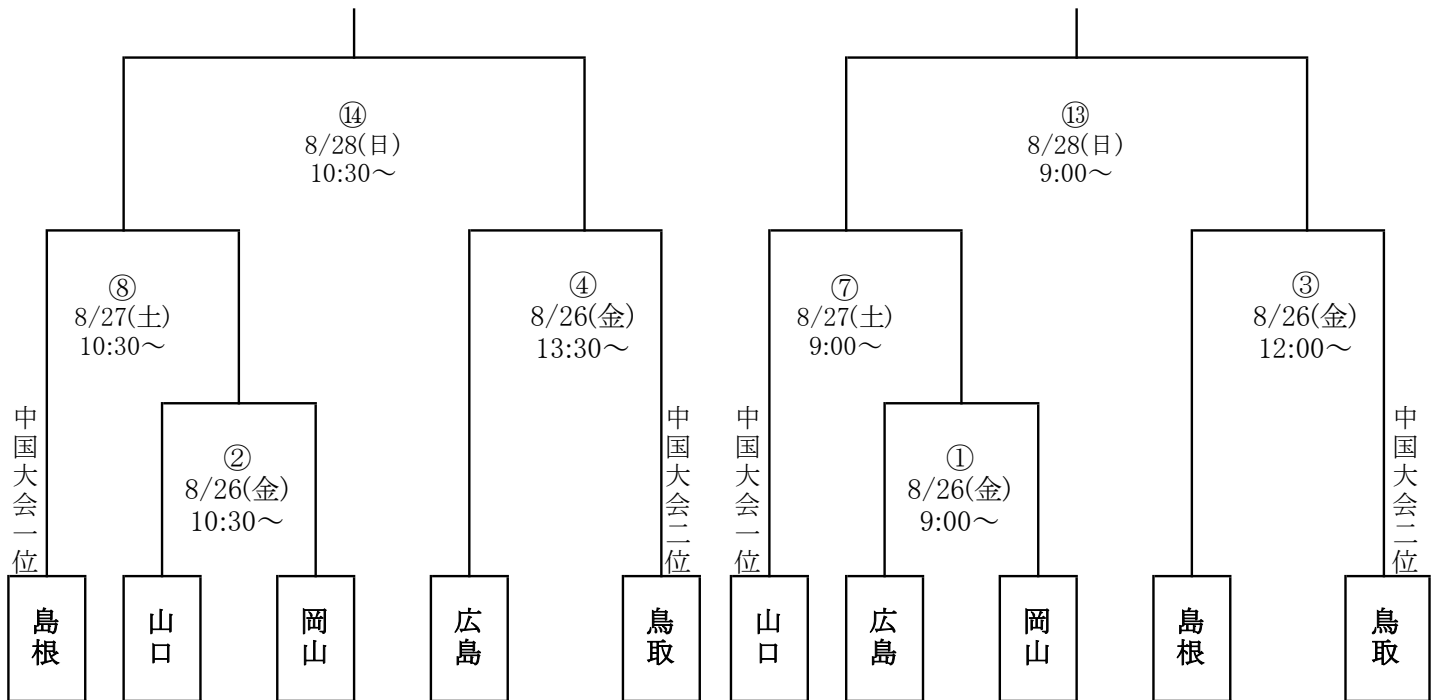 ⑭
8/28(日)
10:30～
⑬
8/28(日)
9:00～
⑧
8/27(土)
10:30～
④
8/26(金)
13:30～
⑦
8/27(土)
9:00～
③
8/26(金)
12:00～
②
8/26(金)
10:30～
①
8/26(金)
9:00～
中国大会一位
中国大会二位
中国大会一位
中国大会二位
島根
山口
岡山
広島
鳥取
山口
広島
岡山
島根
鳥取